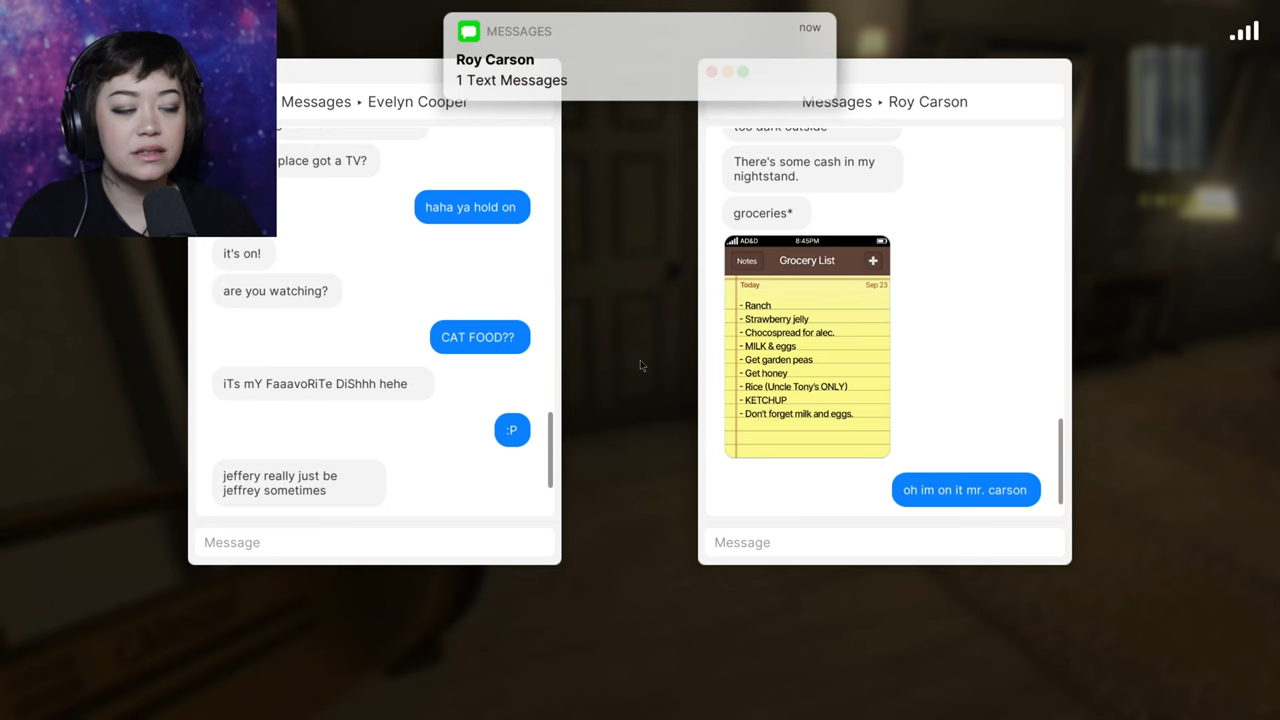 MESSAGES
now
Roy Carson
1 Text Messages
Messages ▸ Evelyn Cooper
place got a TV?
haha ya hold on
it's on!
are you watching?
CAT FOOD??
iTs mY FaaavoRiTe DiShhh hehe
:P
jeffery really just be
jeffrey sometimes
Message
Messages ▸ Roy Carson
too dark outside
There's some cash in my
nightstand.
groceries*
AD&D
8:45PM
Notes
Grocery List
+
Today
Sep 23
- Ranch
- Strawberry jelly
- Chocospread for alec.
- MILK & eggs
- Get garden peas
- Get honey
- Rice (Uncle Tony's ONLY)
- KETCHUP
- Don't forget milk and eggs.
oh im on it mr. carson
Message